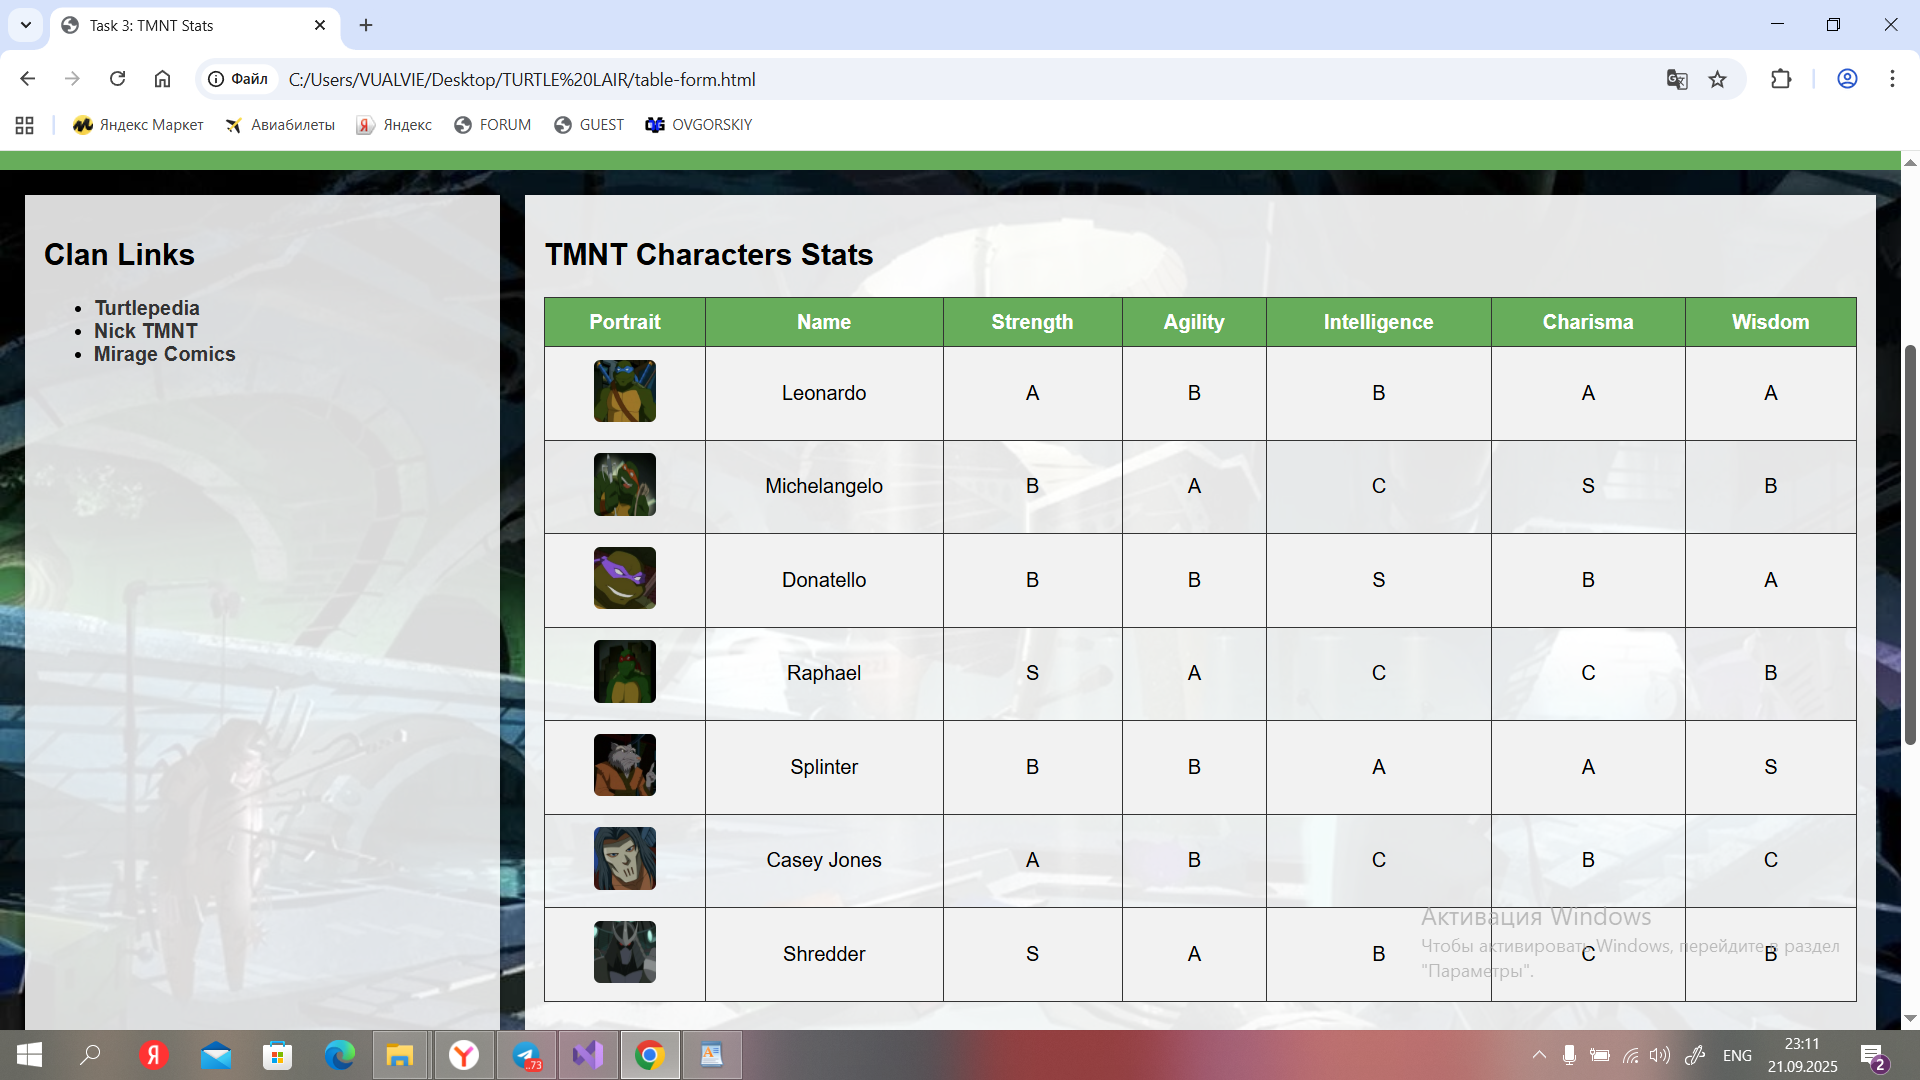 Task 3: TMNT Stats
Файл C:/Users/VUALVIE/Desktop/TURTLE%20LAIR/table-form.html
Яндекс Маркет Авиабилеты Яндекс FORUM GUEST OVGORSKIY
Clan Links
Turtlepedia
Nick TMNT
Mirage Comics
TMNT Characters Stats
Portrait Name Strength Agility Intelligence Charisma Wisdom
Leonardo A B B A A
Michelangelo B A C S B
Donatello B B S B A
Raphael S A C C B
Splinter B B A A S
Casey Jones A B C B C
Shredder S A B C B
Активация Windows
Чтобы активировать Windows, перейдите в раздел
"Параметры".
..73
ENG
23:11
21.09.2025
2